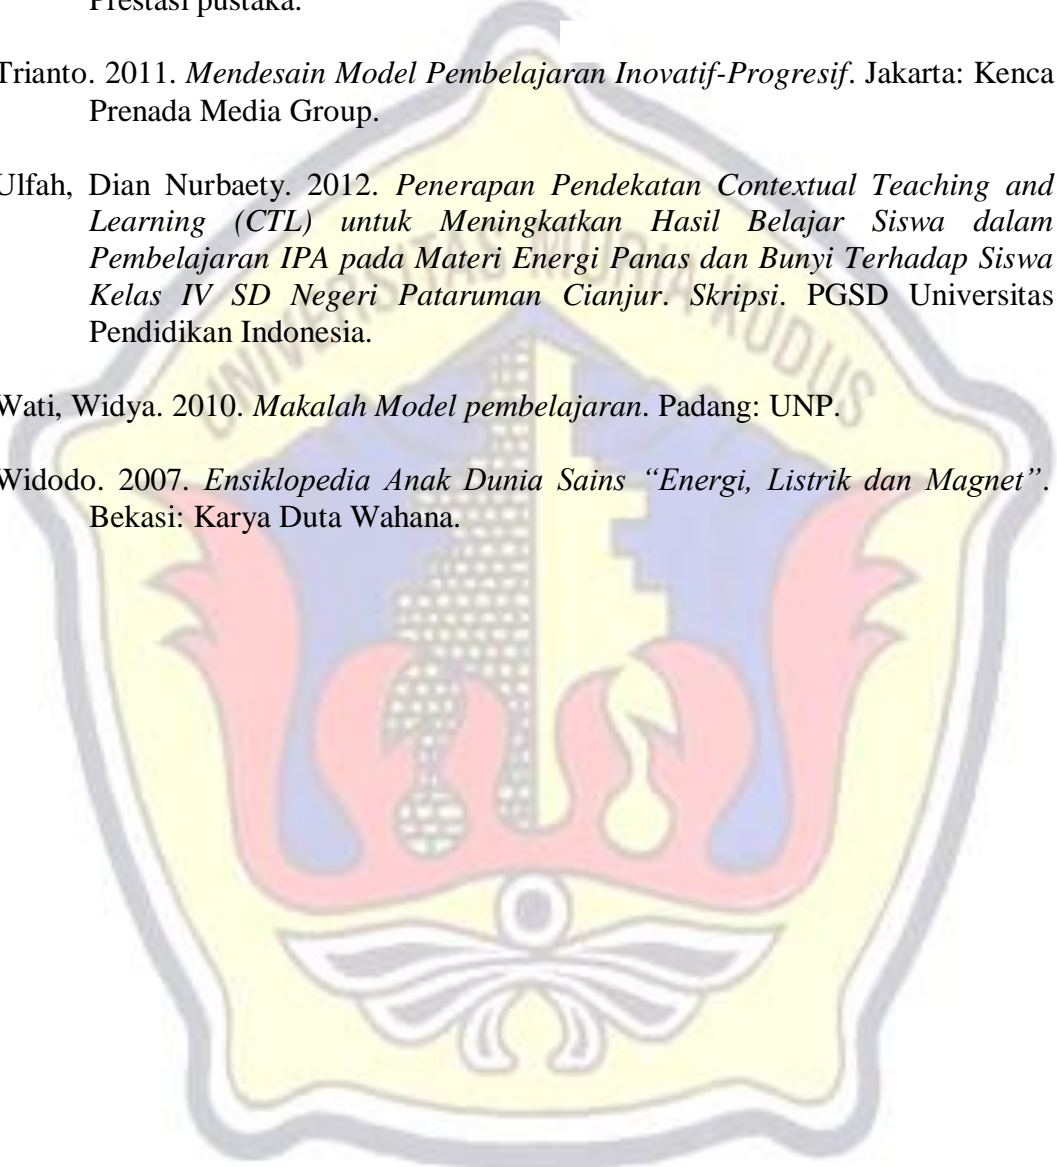 Prestasi pustaka.
Trianto. 2011. Mendesain Model Pembelajaran Inovatif-Progresif. Jakarta: Kenca
Prenada Media Group.
Ulfah, Dian Nurbaety. 2012. Penerapan Pendekatan Contextual Teaching and
Learning (CTL) untuk Meningkatkan Hasil Belajar Siswa dalam
Pembelajaran IPA pada Materi Energi Panas dan Bunyi Terhadap Siswa
Kelas IV SD Negeri Pataruman Cianjur. Skripsi. PGSD Universitas
Pendidikan Indonesia.
Wati, Widya. 2010. Makalah Model pembelajaran. Padang: UNP.
Widodo. 2007. Ensiklopedia Anak Dunia Sains “Energi, Listrik dan Magnet”.
Bekasi: Karya Duta Wahana.
UNIVERSITAS MURIA KUDUS